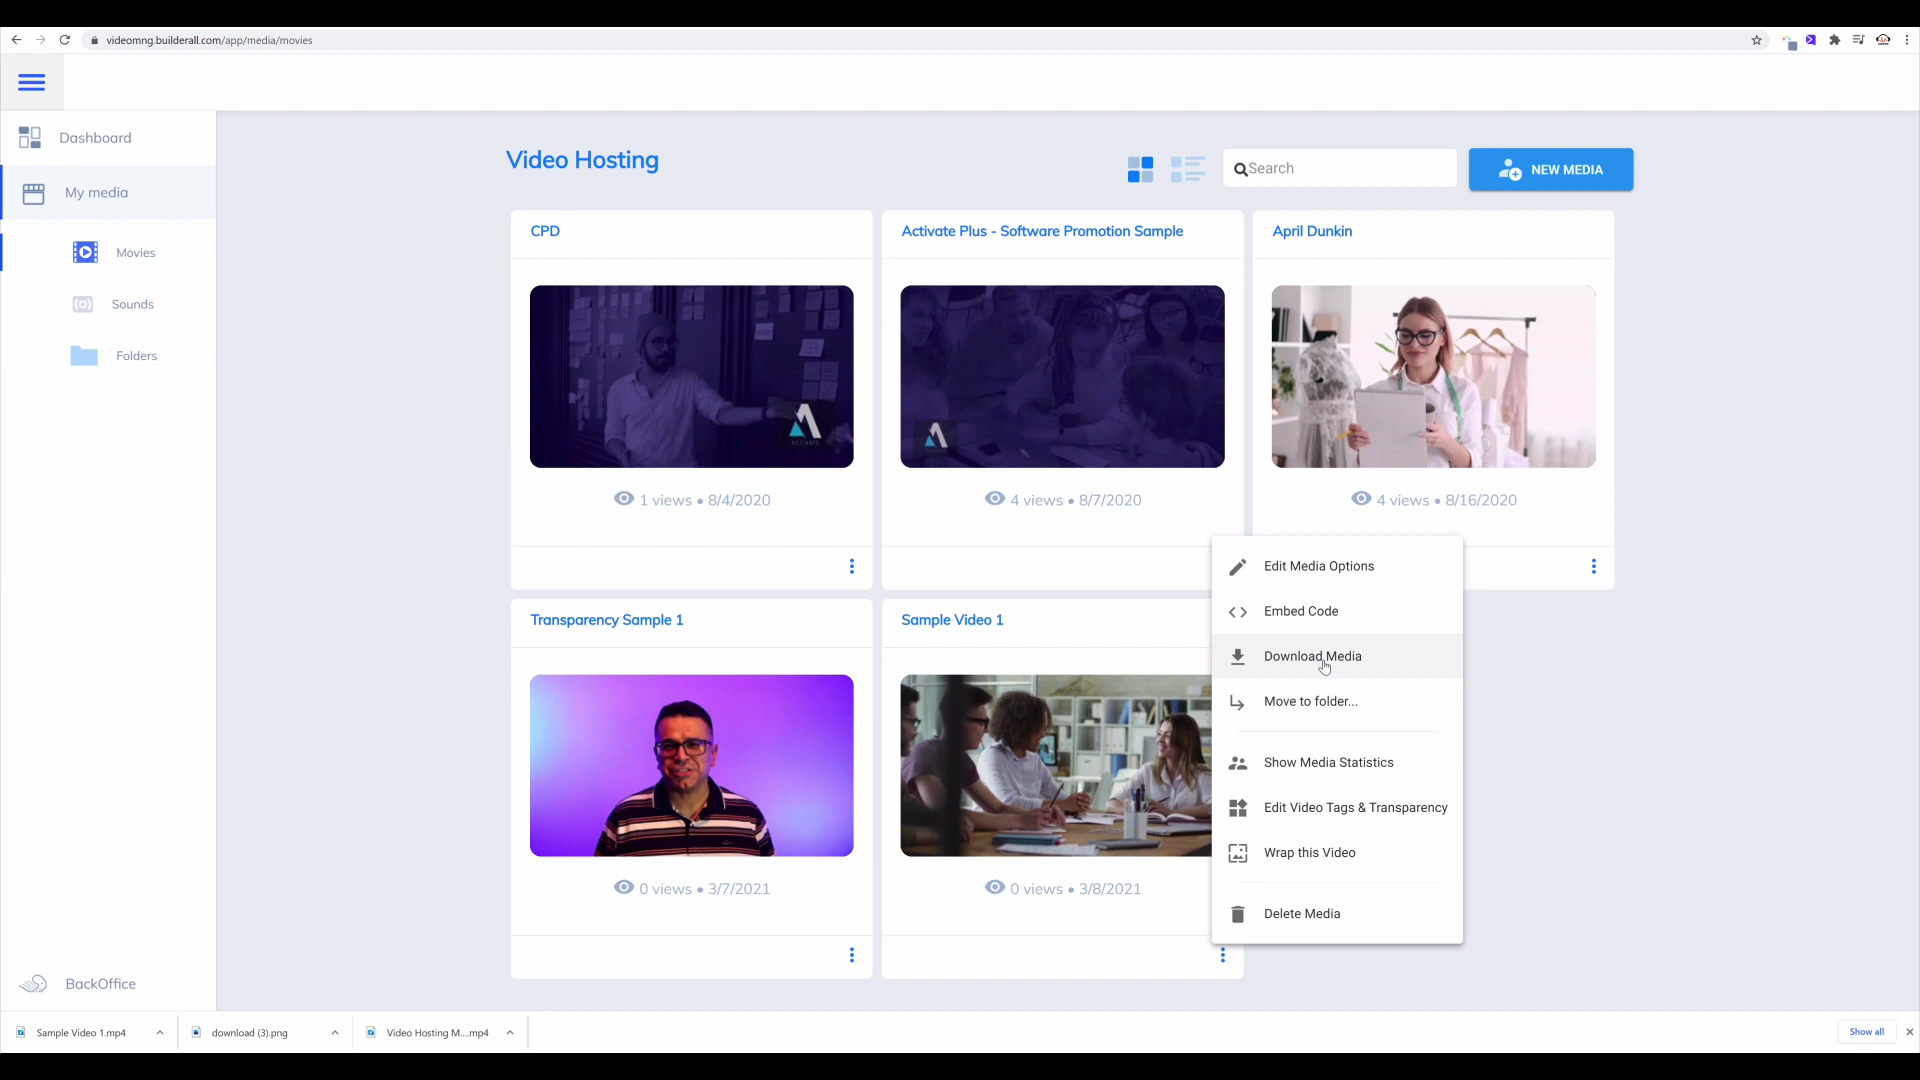 videomng.builderall.com/app/media/movies
Dashboard
My media
Movies
Sounds
Folders
BackOffice
Video Hosting
Search
NEW MEDIA
CPD
Activate Plus - Software Promotion Sample
April Dunkin
ACTIVATE
1 views • 8/4/2020
4 views • 8/7/2020
4 views • 8/16/2020
Transparency Sample 1
Sample Video 1
0 views • 3/7/2021
0 views • 3/8/2021
Edit Media Options
Embed Code
Download Media
Move to folder...
Show Media Statistics
Edit Video Tags & Transparency
Wrap this Video
Delete Media
Sample Video 1.mp4
download (3).png
Video Hosting M....mp4
Show all